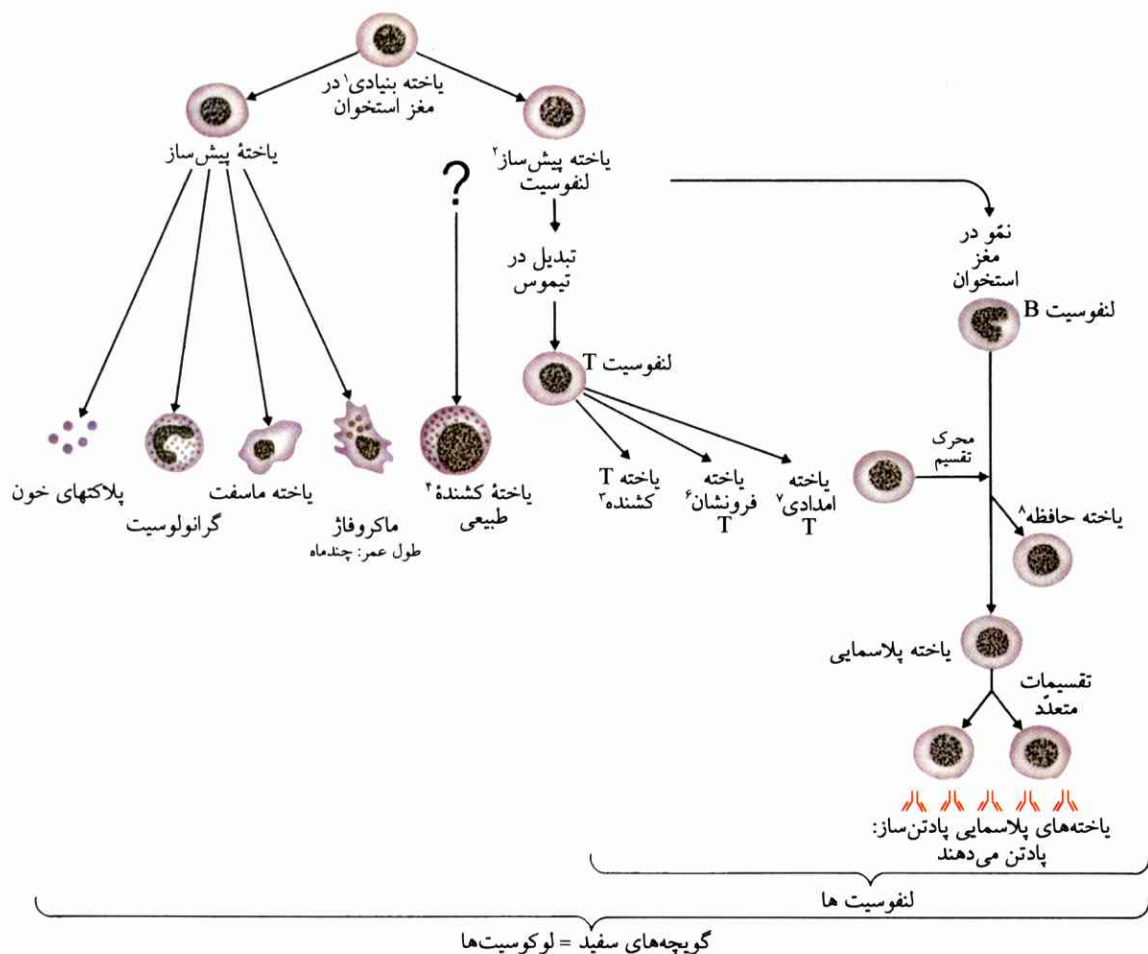 یاخته بنیادی۱ در
مغز استخوان
یاختهٔ پیش‌ساز
یاخته پیش‌ساز۲
لنفوسیت
?
تبدیل در
تیموس
نمّو در
مغز
استخوان
لنفوسیت B
لنفوسیت T
محرک
تقسیم
یاخته T
کشنده۳
یاخته
فرونشان۶
T
یاخته
امدادی۷
T
یاخته حافظه۸
پلاکتهای خون
گرانولوسیت
یاخته ماسفت
ماکروفاژ
طول عمر: چندماه
یاختهٔ کشندهٔ۴
طبیعی
یاخته پلاسمایی
تقسیمات
متعدّد
یاخته‌های پلاسمایی پادتن‌ساز:
پادتن می‌دهند
لنفوسیت ها
گویچه‌های سفید = لوکوسیت‌ها